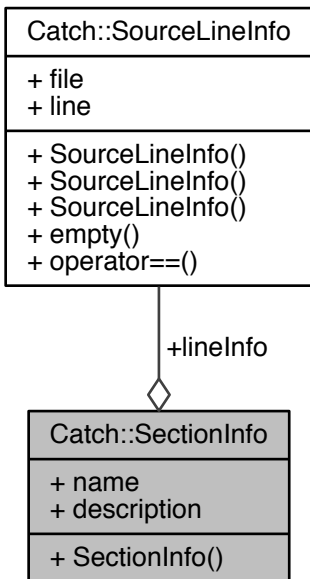 Catch::SourceLineInfo
+ file
+ line
+ SourceLineInfo()
+ SourceLineInfo()
+ SourceLineInfo()
+ empty()
+ operator==()
+lineInfo
Catch::SectionInfo
+ name
+ description
+ SectionInfo()